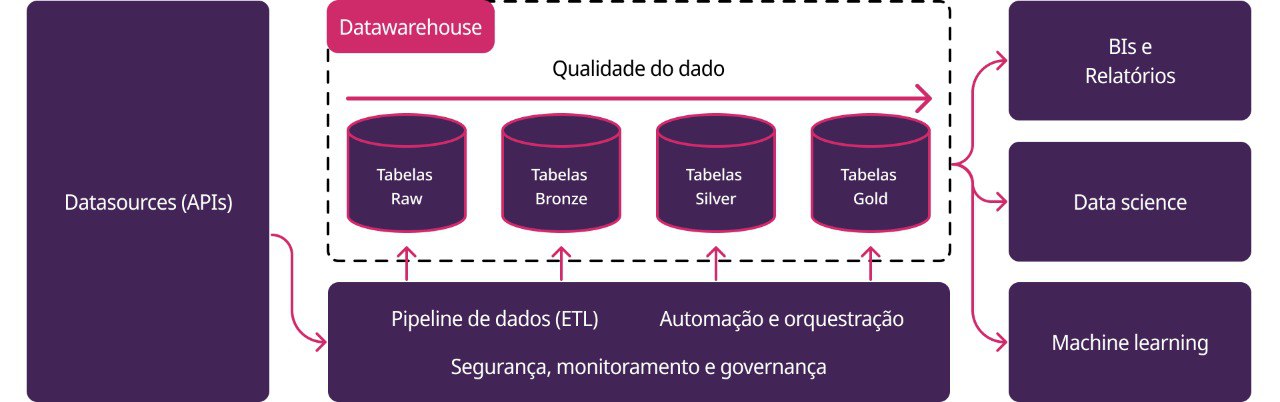 Datasources (APIs)
Datawarehouse
Qualidade do dado
Tabelas
Raw
Tabelas
Bronze
Tabelas
Silver
Tabelas
Gold
Pipeline de dados (ETL)
Automação e orquestração
Segurança, monitoramento e governança
BIs e
Relatórios
Data science
Machine learning